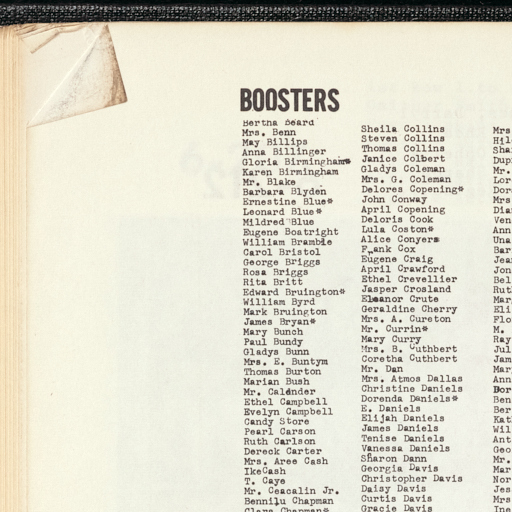 BOOSTERS
Bertha Beard
Mrs. Benn
May Billips
Anna Billinger
Gloria Birmingham*
Karen Birmingham
Mr. Blake
Barbara Blyden
Ernestine Blue*
Leonard Blue*
Mildred Blue
Eugene Boatright
William Bramble
Carol Bristol
George Briggs
Rosa Briggs
Rita Britt
Edward Bruington*
William Byrd
Mark Bruington
James Bryan*
Mary Bunch
Paul Bundy
Gladys Bunn
Mrs. E. Buntym
Thomas Burton
Marian Bush
Mr. Calender
Ethel Campbell
Evelyn Campbell
Candy Store
Pearl Carson
Ruth Carlson
Dereck Carter
Mrs. Aree Cash
IkeCash
T. Caye
Mr. Ceacalin Jr.
Bennilu Chapman
Clara Chapman*
Sheila Collins
Steven Collins
Thomas Collins
Janice Colbert
Gladys Coleman
Mrs. G. Coleman
Delores Copening*
John Conway
April Copening
Deloris Cook
Lula Coston*
Alice Conyers
Frank Cox
Eugene Craig
April Crawford
Ethel Crevellier
Jasper Crosland
Eleanor Crute
Geraldine Cherry
Mrs. A. Cureton
Mr. Currin*
Mary Curry
Mrs. B. Cuthbert
Coretha Cuthbert
Mr. Dan
Mrs. Atmos Dallas
Christine Daniels
Dorenda Daniels*
E. Daniels
Elijah Daniels
James Daniels
Tenise Daniels
Vanessa Daniels
Sharon Dann
Georgia Davis
Christopher Davis
Daisy Davis
Curtis Davis
Gracie Davis
Mrs
Hil
Sha
Dup
Mr.
Lor
Dor
Mrs
Dia
Ven
Ann
Una
Bar
Jea
Jon
Bel
Rut
Mar
Eli
Flo
M.
Ray
Jul
Jam
Mar
Ann
Dor
Ben
Ber
Kat
Wil
Ant
Geo
Mr.
Mar
Nor
Jes
Mrs
Ine